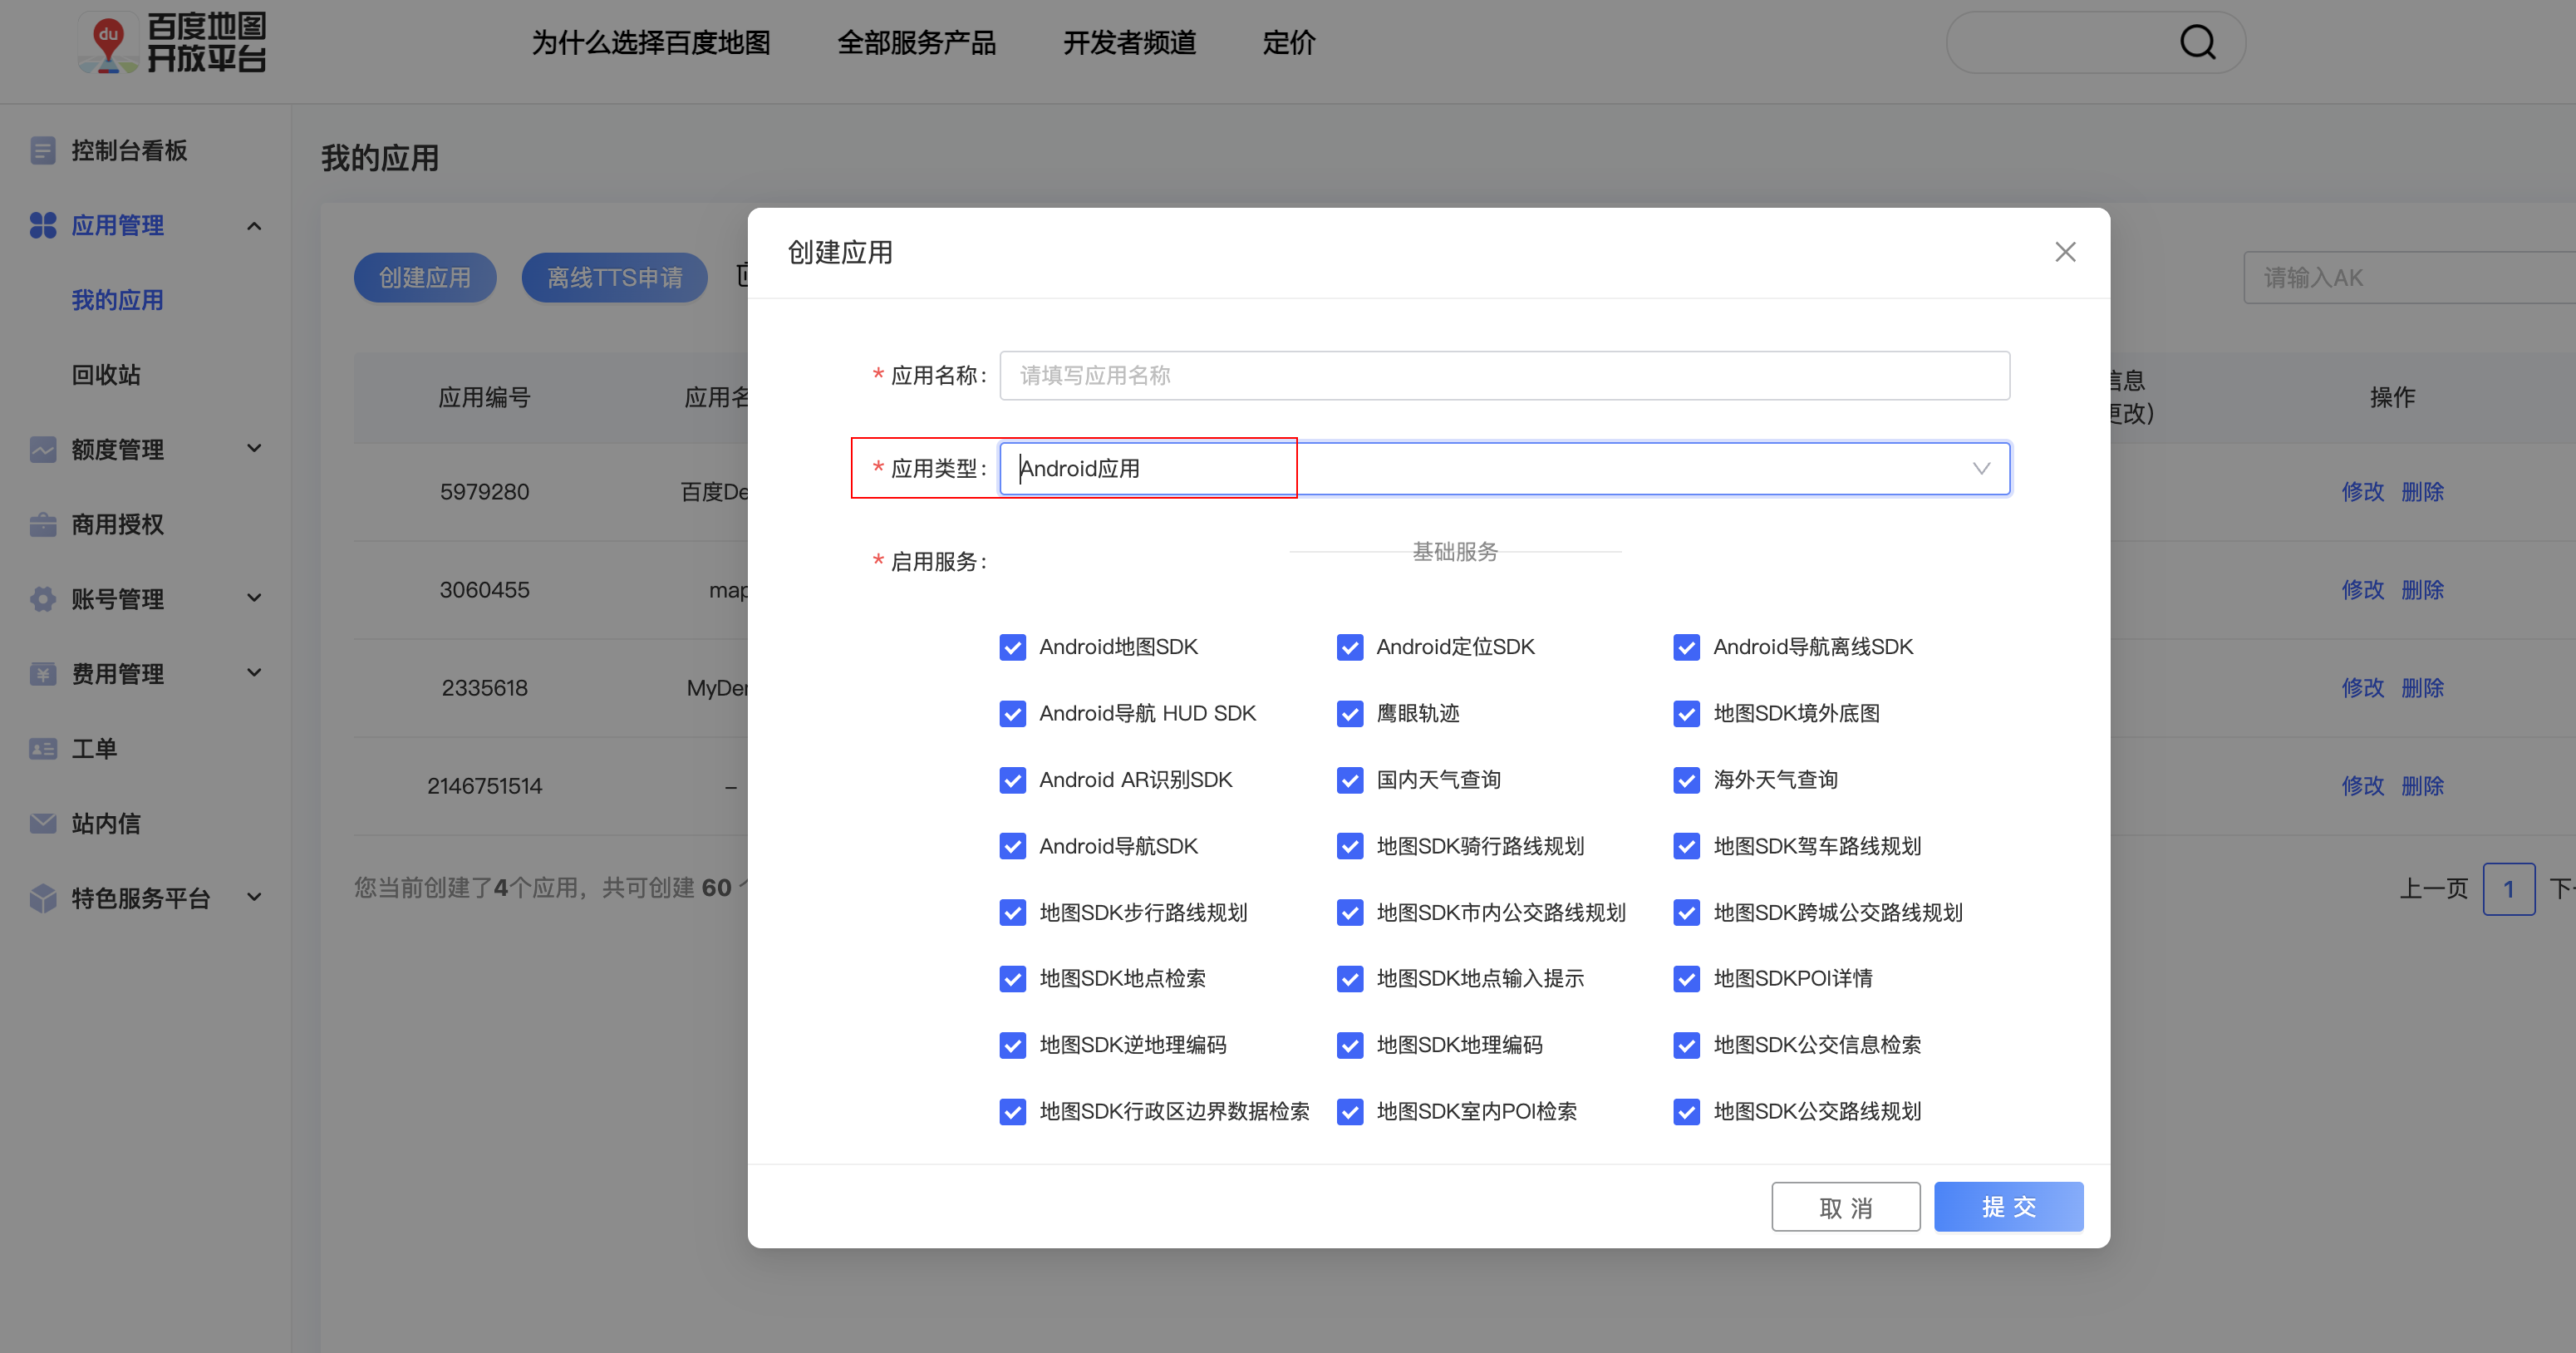 du 百度地图
开放平台
为什么选择百度地图 全部服务产品 开发者频道 定价
控制台看板
应用管理
我的应用
回收站
额度管理
商用授权
账号管理
费用管理
工单
站内信
特色服务平台
我的应用
创建应用 离线TTS申请
请输入AK
应用编号 应用名 信息 操作
更改)
5979280 百度De 修改 删除
3060455 map 修改 删除
2335618 MyDe 修改 删除
2146751514 – 修改 删除
您当前创建了4个应用，共可创建 60 个
上一页 1 下一
创建应用
* 应用名称: 请填写应用名称
* 应用类型: Android应用
* 启用服务: 基础服务
Android地图SDK Android定位SDK Android导航离线SDK
Android导航 HUD SDK 鹰眼轨迹 地图SDK境外底图
Android AR识别SDK 国内天气查询 海外天气查询
Android导航SDK 地图SDK骑行路线规划 地图SDK驾车路线规划
地图SDK步行路线规划 地图SDK市内公交路线规划 地图SDK跨城公交路线规划
地图SDK地点检索 地图SDK地点输入提示 地图SDKPOI详情
地图SDK逆地理编码 地图SDK地理编码 地图SDK公交信息检索
地图SDK行政区边界数据检索 地图SDK室内POI检索 地图SDK公交路线规划
取 消 提 交